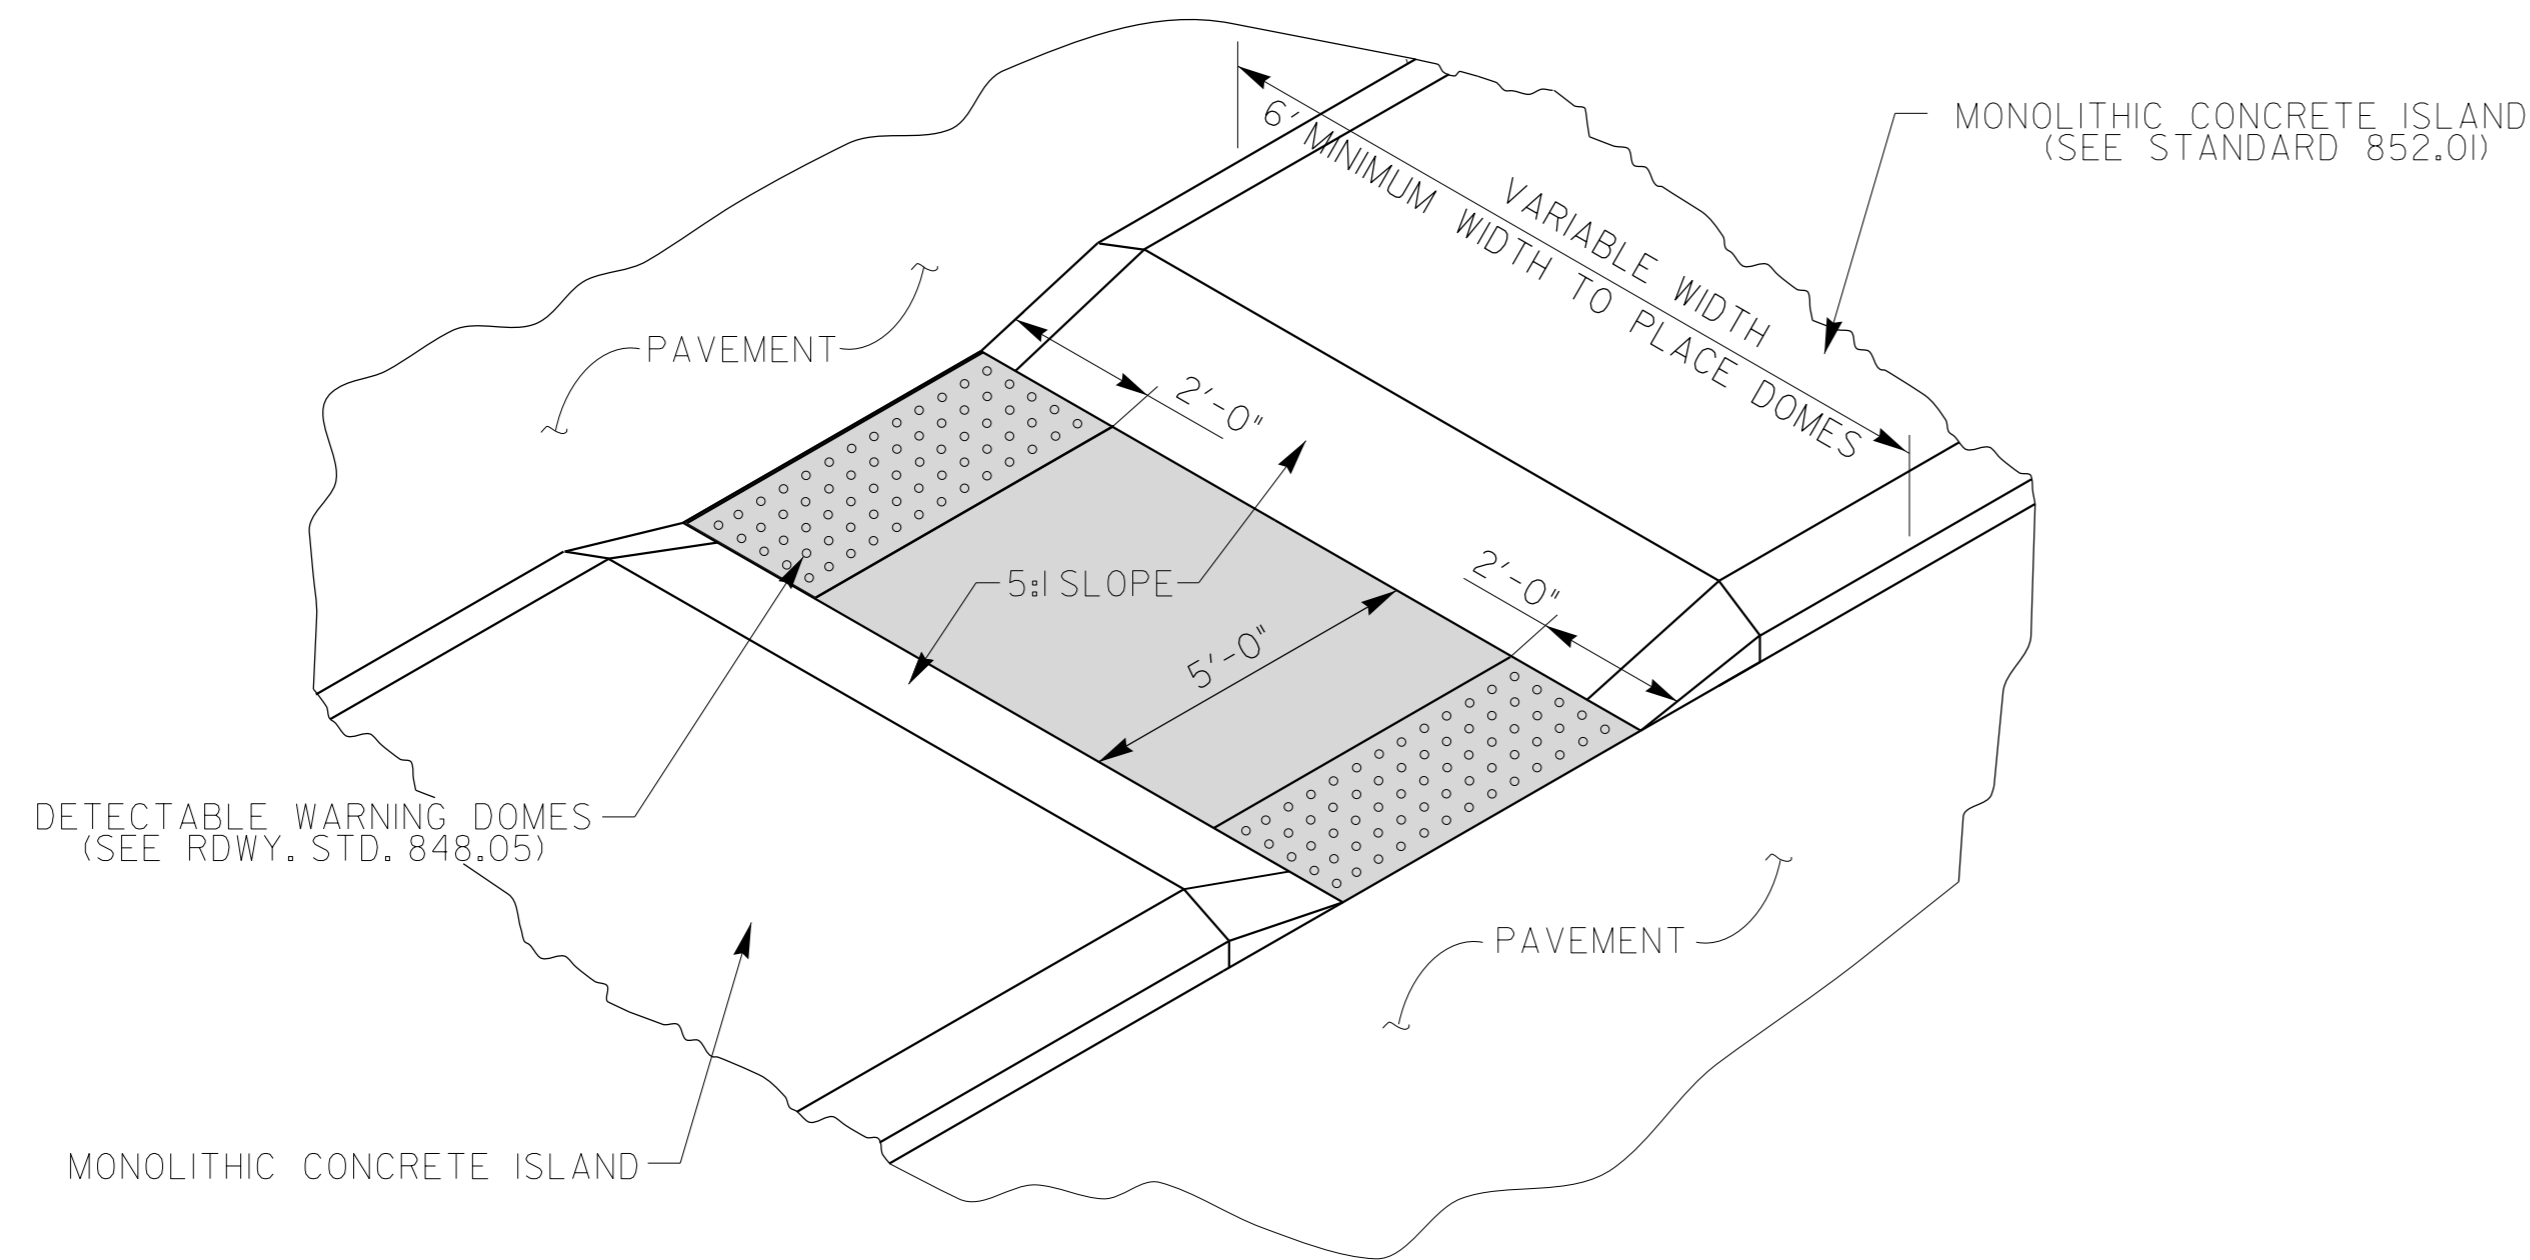 MONOLITHIC CONCRETE ISLAND
(SEE STANDARD 852.01)
6' MINIMUM WIDTH TO PLACE DOMES
VARIABLE WIDTH
PAVEMENT
2'-0"
5:1 SLOPE
2'-0"
5'-0"
DETECTABLE WARNING DOMES
(SEE RDWY. STD. 848.05)
PAVEMENT
MONOLITHIC CONCRETE ISLAND